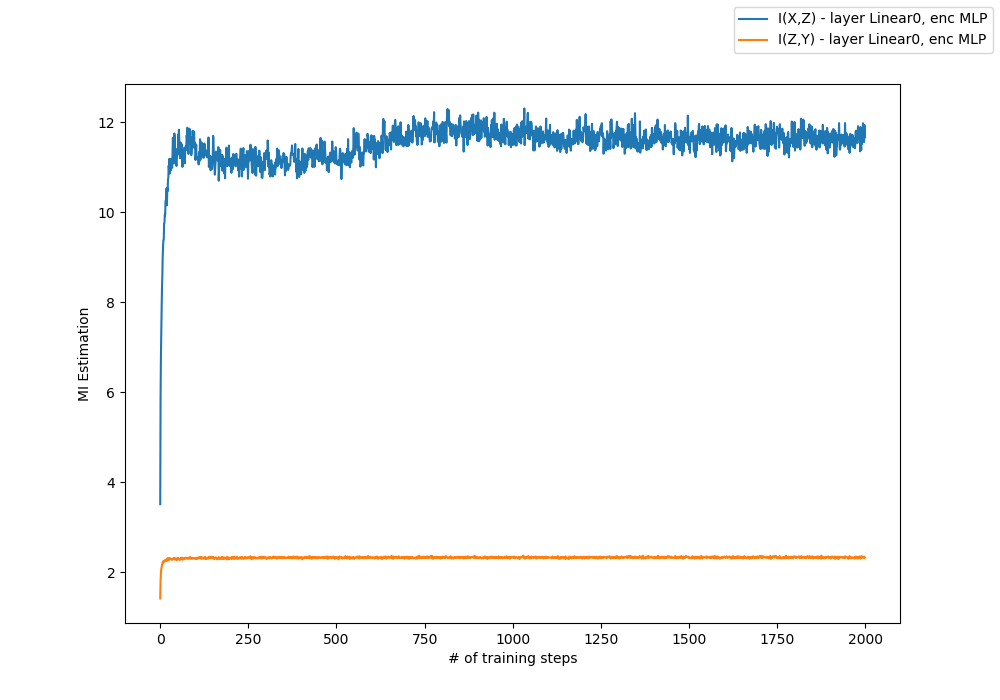 I(X,Z) - layer Linear0, enc MLP
I(Z,Y) - layer Linear0, enc MLP
12
10
8
6
4
2
MI Estimation
0 250 500 750 1000 1250 1500 1750 2000
# of training steps